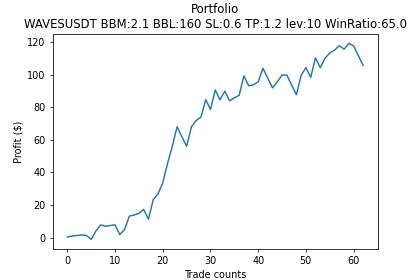 Portfolio
WAVESUSDT BBM:2.1 BBL:160 SL:0.6 TP:1.2 lev:10 WinRatio:65.0
120
100
80
60
40
20
0
Profit ($)
0 10 20 30 40 50 60
Trade counts